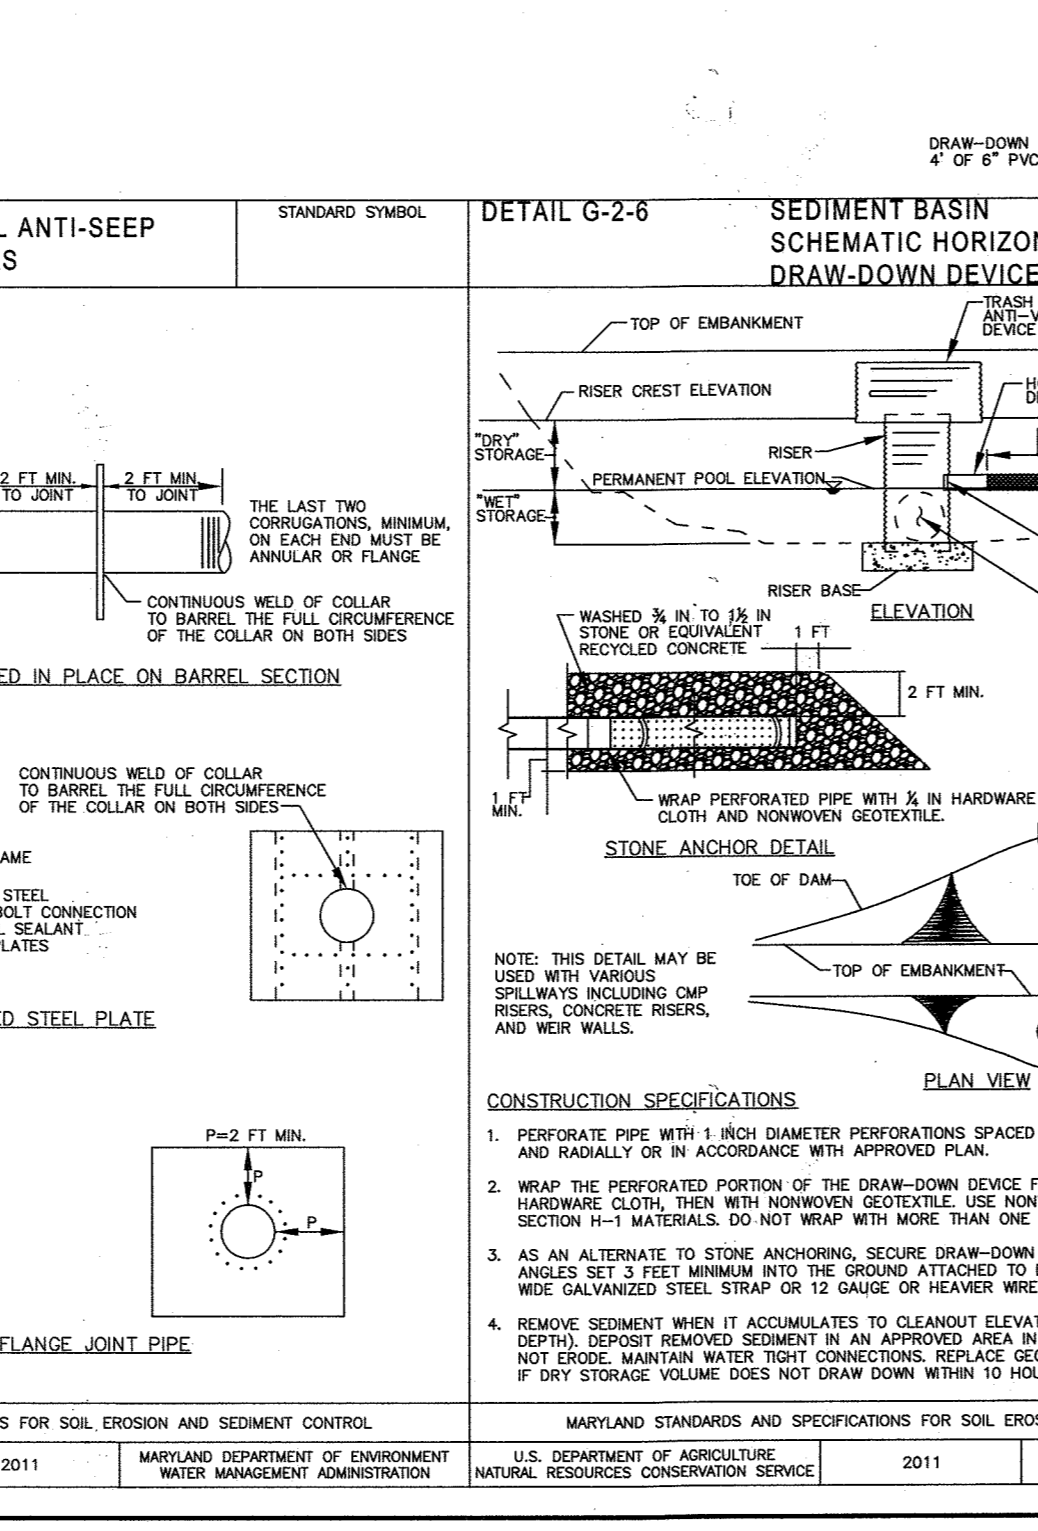 DRAW-DOWN
4' OF 6" PVC
L ANTI-SEEP
S
STANDARD SYMBOL
2 FT MIN.
TO JOINT
2 FT MIN.
TO JOINT
THE LAST TWO
CORRUGATIONS, MINIMUM,
ON EACH END MUST BE
ANNULAR OR FLANGE
CONTINUOUS WELD OF COLLAR
TO BARREL THE FULL CIRCUMFERENCE
OF THE COLLAR ON BOTH SIDES
ED IN PLACE ON BARREL SECTION
CONTINUOUS WELD OF COLLAR
TO BARREL THE FULL CIRCUMFERENCE
OF THE COLLAR ON BOTH SIDES
AME
STEEL
BOLT CONNECTION
L SEALANT
PLATES
ED STEEL PLATE
P=2 FT MIN.
P
P
FLANGE JOINT PIPE
S FOR SOIL EROSION AND SEDIMENT CONTROL
2011
MARYLAND DEPARTMENT OF ENVIRONMENT
WATER MANAGEMENT ADMINISTRATION
DETAIL G-2-6
SEDIMENT BASIN
SCHEMATIC HORIZON
DRAW-DOWN DEVICE
TOP OF EMBANKMENT
TRASH
ANTI-V
DEVICE
RISER CREST ELEVATION
HO
DE
"DRY"
STORAGE
RISER
PERMANENT POOL ELEVATION
"WET"
STORAGE
RISER BASE
ELEVATION
WASHED ¾ IN TO 1½ IN
STONE OR EQUIVALENT
RECYCLED CONCRETE
1 FT
2 FT MIN.
1 FT
MIN.
WRAP PERFORATED PIPE WITH ¼ IN HARDWARE
CLOTH AND NONWOVEN GEOTEXTILE.
STONE ANCHOR DETAIL
TOE OF DAM
NOTE: THIS DETAIL MAY BE
USED WITH VARIOUS
SPILLWAYS INCLUDING CMP
RISERS, CONCRETE RISERS,
AND WEIR WALLS.
TOP OF EMBANKMENT
PLAN VIEW
CONSTRUCTION SPECIFICATIONS
1. PERFORATE PIPE WITH 1 INCH DIAMETER PERFORATIONS SPACED
AND RADIALLY OR IN ACCORDANCE WITH APPROVED PLAN.
2. WRAP THE PERFORATED PORTION OF THE DRAW-DOWN DEVICE F
HARDWARE CLOTH, THEN WITH NONWOVEN GEOTEXTILE. USE NON
SECTION H-1 MATERIALS. DO NOT WRAP WITH MORE THAN ONE
3. AS AN ALTERNATE TO STONE ANCHORING, SECURE DRAW-DOWN
ANGLES SET 3 FEET MINIMUM INTO THE GROUND ATTACHED TO
WIDE GALVANIZED STEEL STRAP OR 12 GAUGE OR HEAVIER WIRE
4. REMOVE SEDIMENT WHEN IT ACCUMULATES TO CLEANOUT ELEVAT
DEPTH). DEPOSIT REMOVED SEDIMENT IN AN APPROVED AREA IN
NOT ERODE. MAINTAIN WATER TIGHT CONNECTIONS. REPLACE GEO
IF DRY STORAGE VOLUME DOES NOT DRAW DOWN WITHIN 10 HOU
MARYLAND STANDARDS AND SPECIFICATIONS FOR SOIL EROS
U.S. DEPARTMENT OF AGRICULTURE
NATURAL RESOURCES CONSERVATION SERVICE
2011